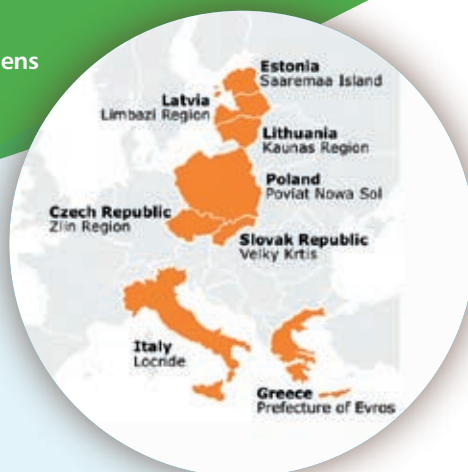 ens
Estonia
Saaremaa Island
Latvia
Limbazi Region
Lithuania
Kaunas Region
Poland
Poviat Nowa Sol
Czech Republic
Zlin Region
Slovak Republic
Velky Krtis
Italy
Locride
Greece
Prefecture of Evros